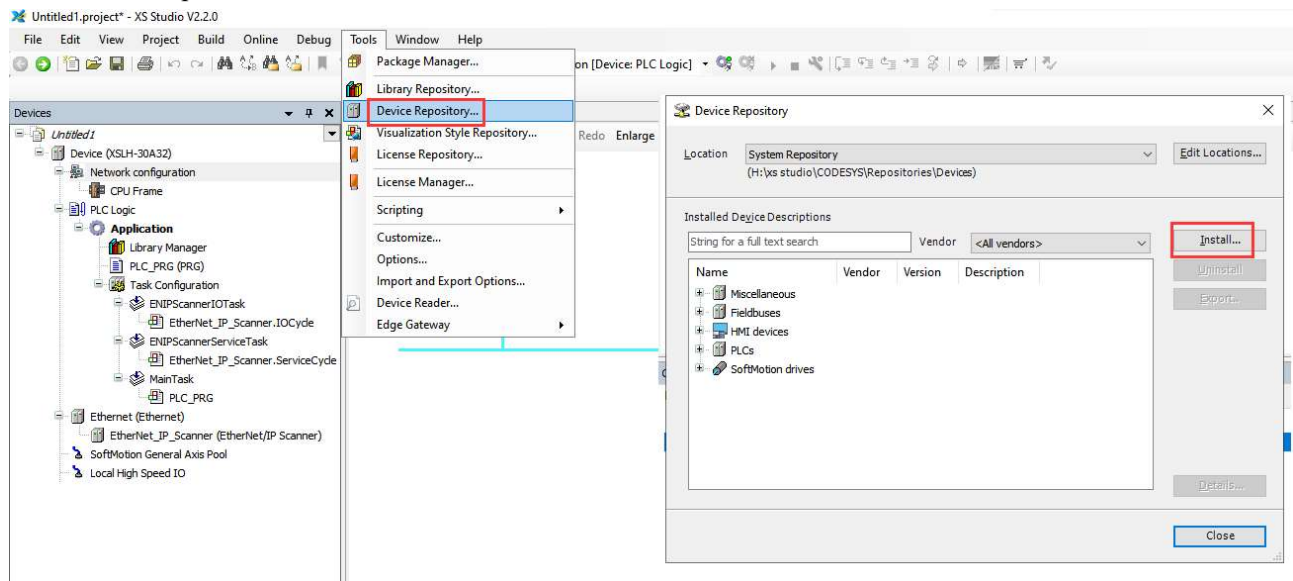 Untitled1.project* - XS Studio V2.2.0
File Edit View Project Build Online Debug Tools Window Help
on [Device: PLC Logic]
Package Manager...
Library Repository...
Device Repository...
Visualization Style Repository...
License Repository...
License Manager...
Scripting
Customize...
Options...
Import and Export Options...
Device Reader...
Edge Gateway
Redo Enlarge
Devices
Untitled1
Device (XSLH-30A32)
Network configuration
CPU Frame
PLC Logic
Application
Library Manager
PLC_PRG (PRG)
Task Configuration
ENIPScannerIOTask
EtherNet_IP_Scanner.IOCycle
ENIPScannerServiceTask
EtherNet_IP_Scanner.ServiceCycle
MainTask
PLC_PRG
Ethernet (Ethernet)
EtherNet_IP_Scanner (EtherNet/IP Scanner)
SoftMotion General Axis Pool
Local High Speed IO
Device Repository
Location System Repository Edit Locations...
(H:\xs studio\CODESYS\Repositories\Devices)
Installed Device Descriptions
String for a full text search Vendor <All vendors> Install...
Name Vendor Version Description Uninstall
Miscellaneous
Export...
Fieldbuses
HMI devices
PLCs
SoftMotion drives
Details...
Close